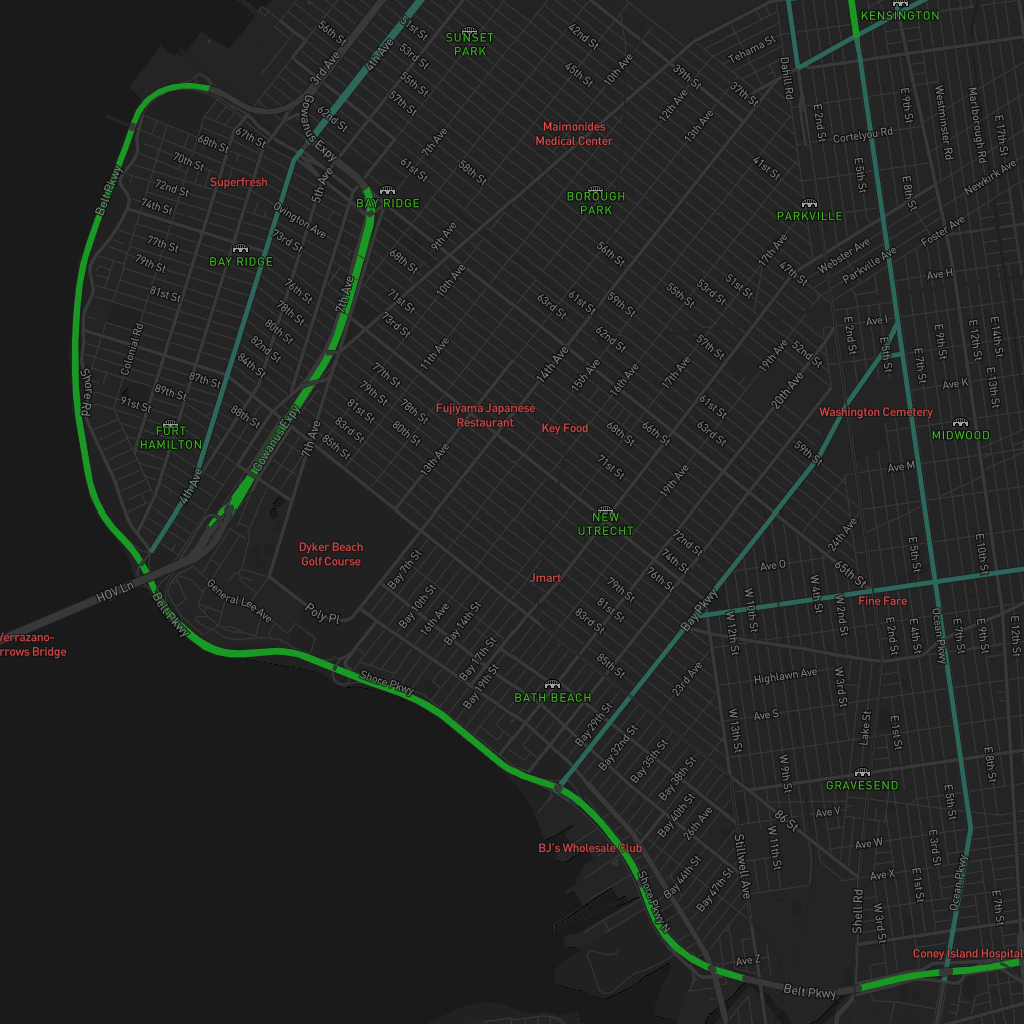 KENSINGTON
56th St
51st St
42nd St
SUNSET
PARK
3rd Ave
4th Ave
53rd St
Tehama St
55th St
45th St
10th Ave
39th St
Dahill Rd
57th St
37th St
E 9th St
Westminster Rd
Marlborough Rd
E 17th St
Gowanus Expy
62nd St
7th Ave
12th Ave
13th Ave
E 2nd St
Cortelyou Rd
67th St
68th St
Maimonides
Medical Center
70th St
61st St
58th St
41st St
E 5th St
Newkirk Ave
Belt Pkwy
72nd St
Superfresh
5th Ave
BAY RIDGE
BOROUGH
PARK
E 8th St
74th St
Ovington Ave
PARKVILLE
77th St
BAY RIDGE
73rd St
9th Ave
68th St
56th St
17th Ave
Foster Ave
Webster Ave
Parkville Ave
79th St
47th St
Ave H
81st St
76th St
7th Ave
10th Ave
71st St
55th St
53rd St
51st St
78th St
63rd St
61st St
59th St
80th St
73rd St
62nd St
Colonial Rd
82nd St
11th Ave
57th St
E 2nd St
Ave I
E 5th St
E 7th St
E 9th St
E 12th St
E 14th St
84th St
14th Ave
15th Ave
16th Ave
17th Ave
19th Ave
52nd St
Shore Rd
87th St
77th St
20th Ave
Ave K
E 13th St
89th St
79th St
91st St
88th St
81st St
78th St
Fujiyama Japanese
Restaurant
61st St
Washington Cemetery
FORT
HAMILTON
83rd St
80th St
Key Food
68th St
66th St
63rd St
MIDWOOD
Gowanus Expy
7th Ave
85th St
13th Ave
71st St
59th St
Ave M
4th Ave
19th Ave
NEW
UTRECHT
72nd St
24th Ave
Dyker Beach
Golf Course
74th St
E 5th St
E 10th St
Bay 7th St
Jmart
76th St
Ave O
65th St
HOV Ln
General Lee Ave
79th St
Belt Pkwy
Poly Pl
Bay 10th St
16th Ave
Bay 14th St
81st St
83rd St
Bay Pkwy
W 10th St
W 12th St
W 4th St
W 2nd St
Fine Fare
E 2nd St
E 4th St
Ocean Pkwy
E 7th St
E 9th St
E 12th St
Verrazano-
rrows Bridge
Bay 17th St
85th St
Shore Pkwy
Bay 19th St
BATH BEACH
23rd Ave
Highlawn Ave
W 3rd St
Bay 29th St
W 13th St
Ave S
Lake St
E 1st St
Bay 32nd St
Bay 35th St
Bay 38th St
W 9th St
GRAVESEND
E 8th St
E 5th St
Bay 40th St
26th Ave
86 St
Ave V
BJ's Wholesale Club
Stillwell Ave
W 11th St
Ave W
E 3rd St
Bay 44th St
Bay 47th St
Ave X
E 1st St
Ocean Pkwy
Shore Pkwy N
Shell Rd
W 3rd St
E 7th St
Ave Z
Coney Island Hospital
Belt Pkwy